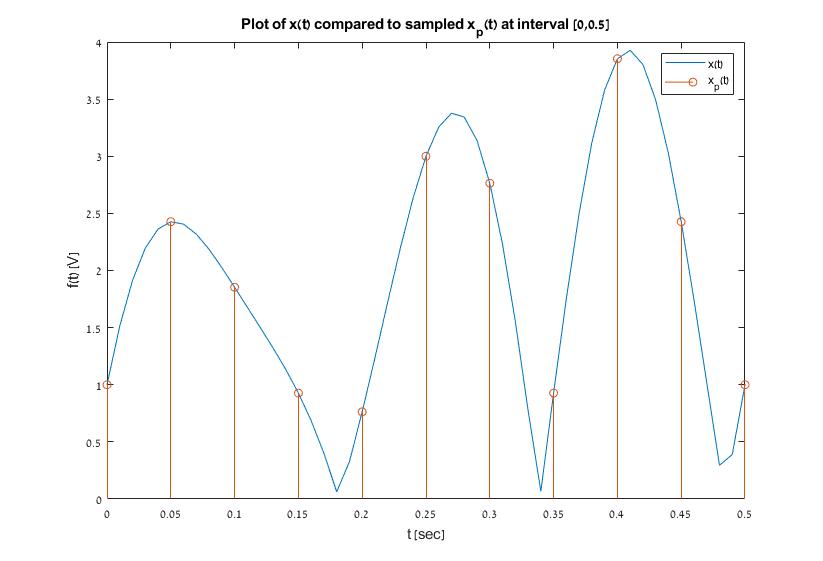 Plot of x(t) compared to sampled x_p(t) at interval [0,0.5]
x(t)
x_p(t)
f(t) [V]
4
3.5
3
2.5
2
1.5
1
0.5
0
0 0.05 0.1 0.15 0.2 0.25 0.3 0.35 0.4 0.45 0.5
t [sec]